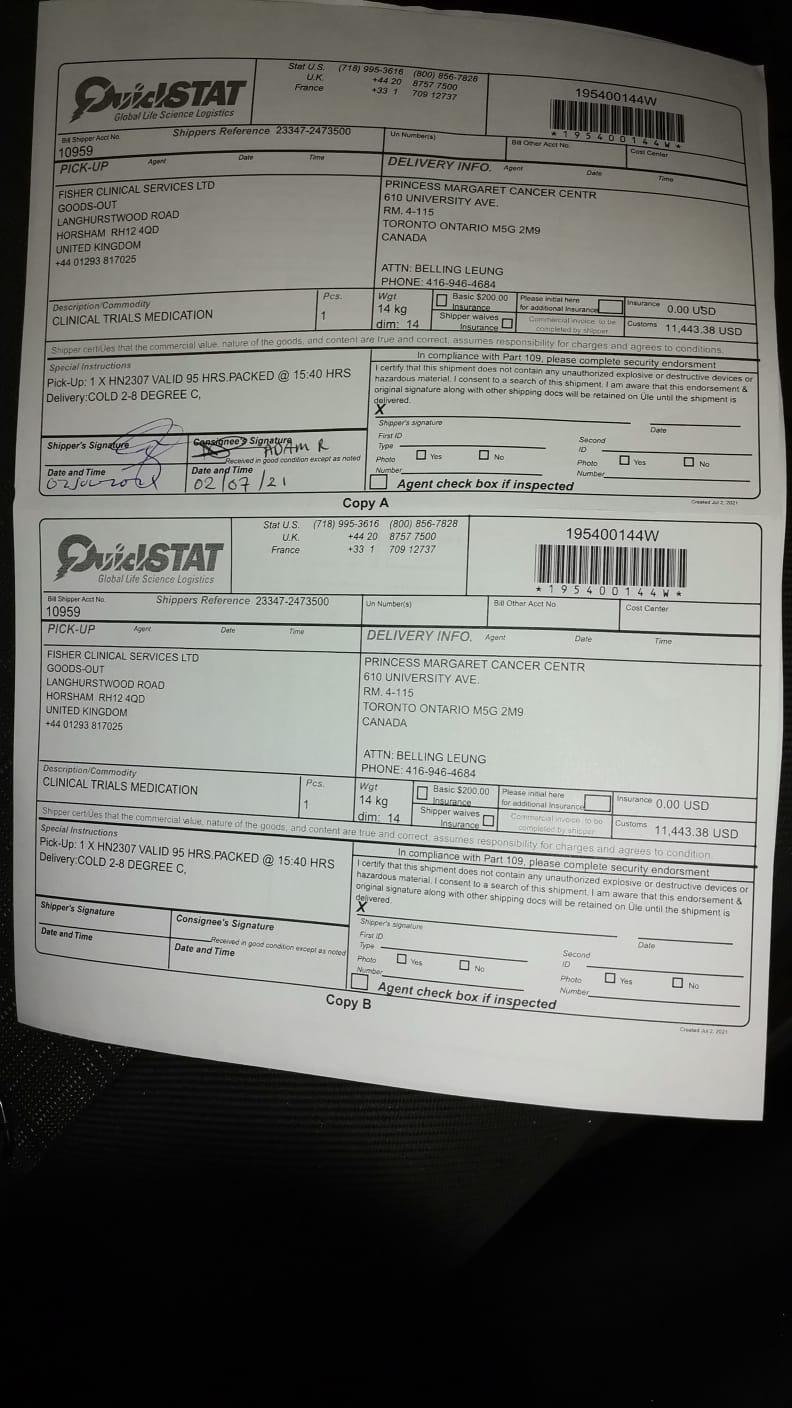 QuickSTAT
Global Life Science Logistics
Stat U.S. (718) 995-3616 (800) 856-7828
U.K. +44 20 8757 7500
France +33 1 709 12737
195400144W
*195400144W*
Bill Shipper Acct No. Shippers Reference 23347-2473500
10959
Un Number(s)
Bill Other Acct No.
Cost Center
PICK-UP Agent Date Time
DELIVERY INFO. Agent Date Time
FISHER CLINICAL SERVICES LTD
GOODS-OUT
LANGHURSTWOOD ROAD
HORSHAM RH12 4QD
UNITED KINGDOM
+44 01293 817025
PRINCESS MARGARET CANCER CENTR
610 UNIVERSITY AVE.
RM. 4-115
TORONTO ONTARIO M5G 2M9
CANADA
ATTN: BELLING LEUNG
PHONE: 416-946-4684
Description/Commodity
CLINICAL TRIALS MEDICATION
Pcs.
1
Wgt
14 kg
dim: 14
Basic $200.00
Insurance
Shipper waives
Insurance
Please initial here
for additional Insurance
Commercial invoice to be
completed by shipper
Insurance 0.00 USD
Customs 11,443.38 USD
Shipper certiUes that the commercial value, nature of the goods, and content are true and correct, assumes responsibility for charges and agrees to conditions.
Special Instructions
Pick-Up: 1 X HN2307 VALID 95 HRS.PACKED @ 15:40 HRS
Delivery:COLD 2-8 DEGREE C,
In compliance with Part 109, please complete security endorsment
I certify that this shipment does not contain any unauthorized explosive or destructive devices or
hazardous material. I consent to a search of this shipment. I am aware that this endorsement &
original signature along with other shipping docs will be retained on Üle until the shipment is
delivered.
X
Shipper's signature
Date
First ID
Type
Second
ID
Photo Yes No
Number
Photo Yes No
Number
Agent check box if inspected
Shipper's Signature
Consignee's Signature
ADAM R
Received in good condition except as noted
Date and Time
Date and Time
02/07/21
Copy A
Created Jul 2, 2021
QuickSTAT
Global Life Science Logistics
Stat U.S. (718) 995-3616 (800) 856-7828
U.K. +44 20 8757 7500
France +33 1 709 12737
195400144W
*195400144W*
Bill Shipper Acct No. Shippers Reference 23347-2473500
10959
Un Number(s)
Bill Other Acct No.
Cost Center
PICK-UP Agent Date Time
DELIVERY INFO. Agent Date Time
FISHER CLINICAL SERVICES LTD
GOODS-OUT
LANGHURSTWOOD ROAD
HORSHAM RH12 4QD
UNITED KINGDOM
+44 01293 817025
PRINCESS MARGARET CANCER CENTR
610 UNIVERSITY AVE.
RM. 4-115
TORONTO ONTARIO M5G 2M9
CANADA
ATTN: BELLING LEUNG
PHONE: 416-946-4684
Description/Commodity
CLINICAL TRIALS MEDICATION
Pcs.
1
Wgt
14 kg
dim: 14
Basic $200.00
Insurance
Shipper waives
Insurance
Please initial here
for additional Insurance
Commercial invoice to be
completed by shipper
Insurance 0.00 USD
Customs 11,443.38 USD
Shipper certiUes that the commercial value, nature of the goods, and content are true and correct, assumes responsibility for charges and agrees to condition
Special Instructions
Pick-Up: 1 X HN2307 VALID 95 HRS.PACKED @ 15:40 HRS
Delivery:COLD 2-8 DEGREE C,
In compliance with Part 109, please complete security endorsment
I certify that this shipment does not contain any unauthorized explosive or destructive devices or
hazardous material. I consent to a search of this shipment. I am aware that this endorsement &
original signature along with other shipping docs will be retained on Üle until the shipment is
delivered.
X
Shipper's signature
Date
First ID
Type
Second
ID
Photo Yes No
Number
Photo Yes No
Number
Agent check box if inspected
Shipper's Signature
Consignee's Signature
Received in good condition except as noted
Date and Time
Date and Time
Copy B
Created Jul 2, 2021